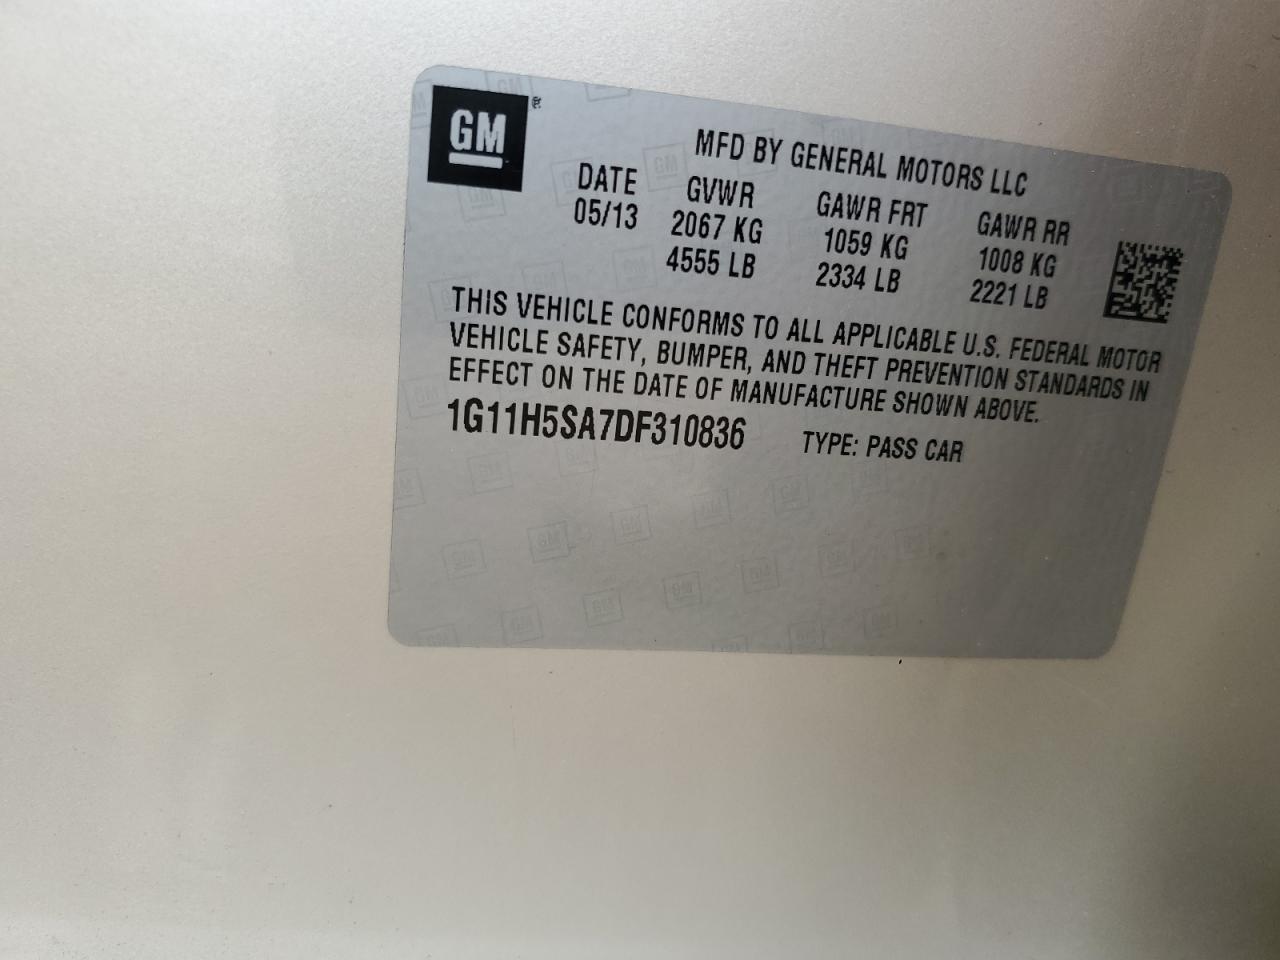 GM ®
MFD BY GENERAL MOTORS LLC
DATE GVWR GAWR FRT GAWR RR
05/13 2067 KG 1059 KG 1008 KG
4555 LB 2334 LB 2221 LB
THIS VEHICLE CONFORMS TO ALL APPLICABLE U.S. FEDERAL MOTOR
VEHICLE SAFETY, BUMPER, AND THEFT PREVENTION STANDARDS IN
EFFECT ON THE DATE OF MANUFACTURE SHOWN ABOVE.
1G11H5SA7DF310836 TYPE: PASS CAR